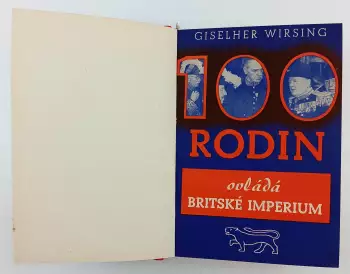 GISELHER WIRSING
100
RODIN
ovládá
BRITSKÉ IMPERIUM